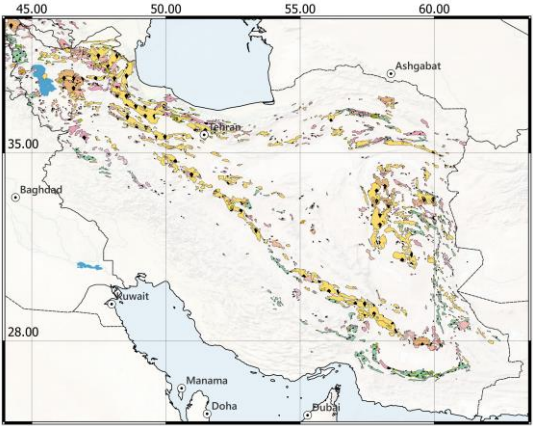 45.00 50.00 55.00 60.00
Ashgabat
Tehran
35.00
Baghdad
Kuwait
28.00
Manama
Doha
Dubai